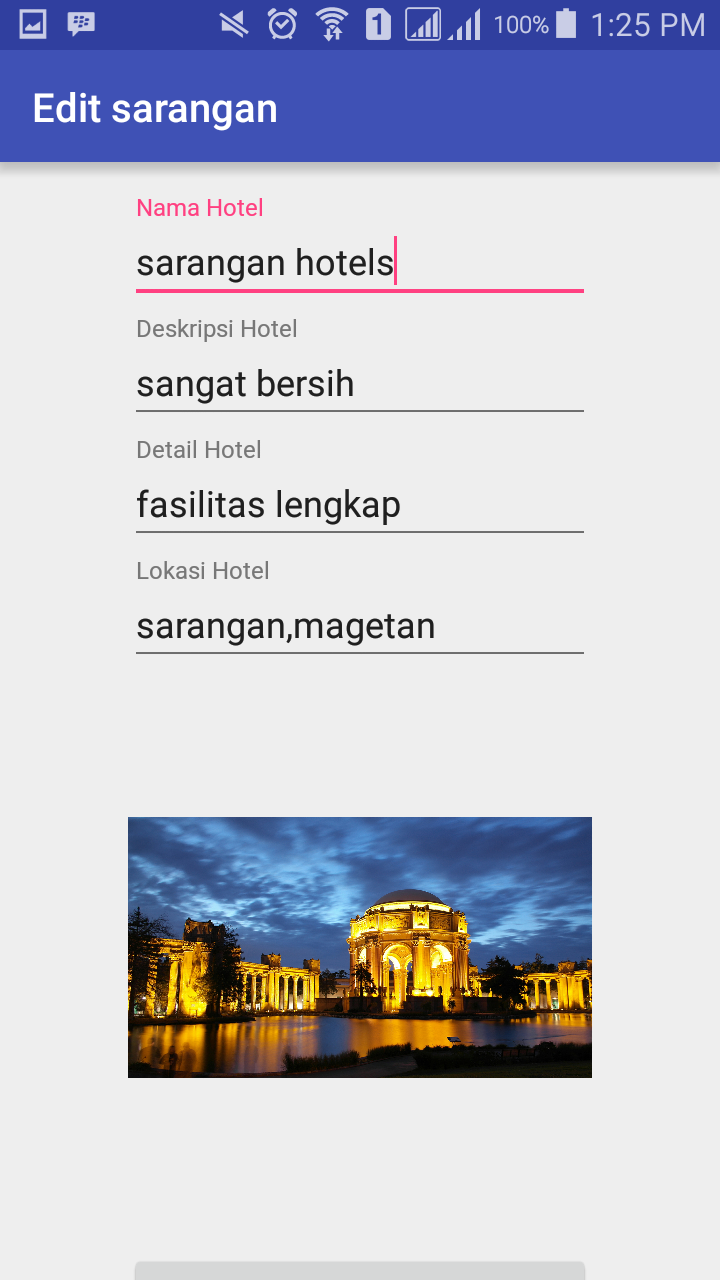 1 100% 1:25 PM
Edit sarangan
Nama Hotel
sarangan hotels
Deskripsi Hotel
sangat bersih
Detail Hotel
fasilitas lengkap
Lokasi Hotel
sarangan,magetan